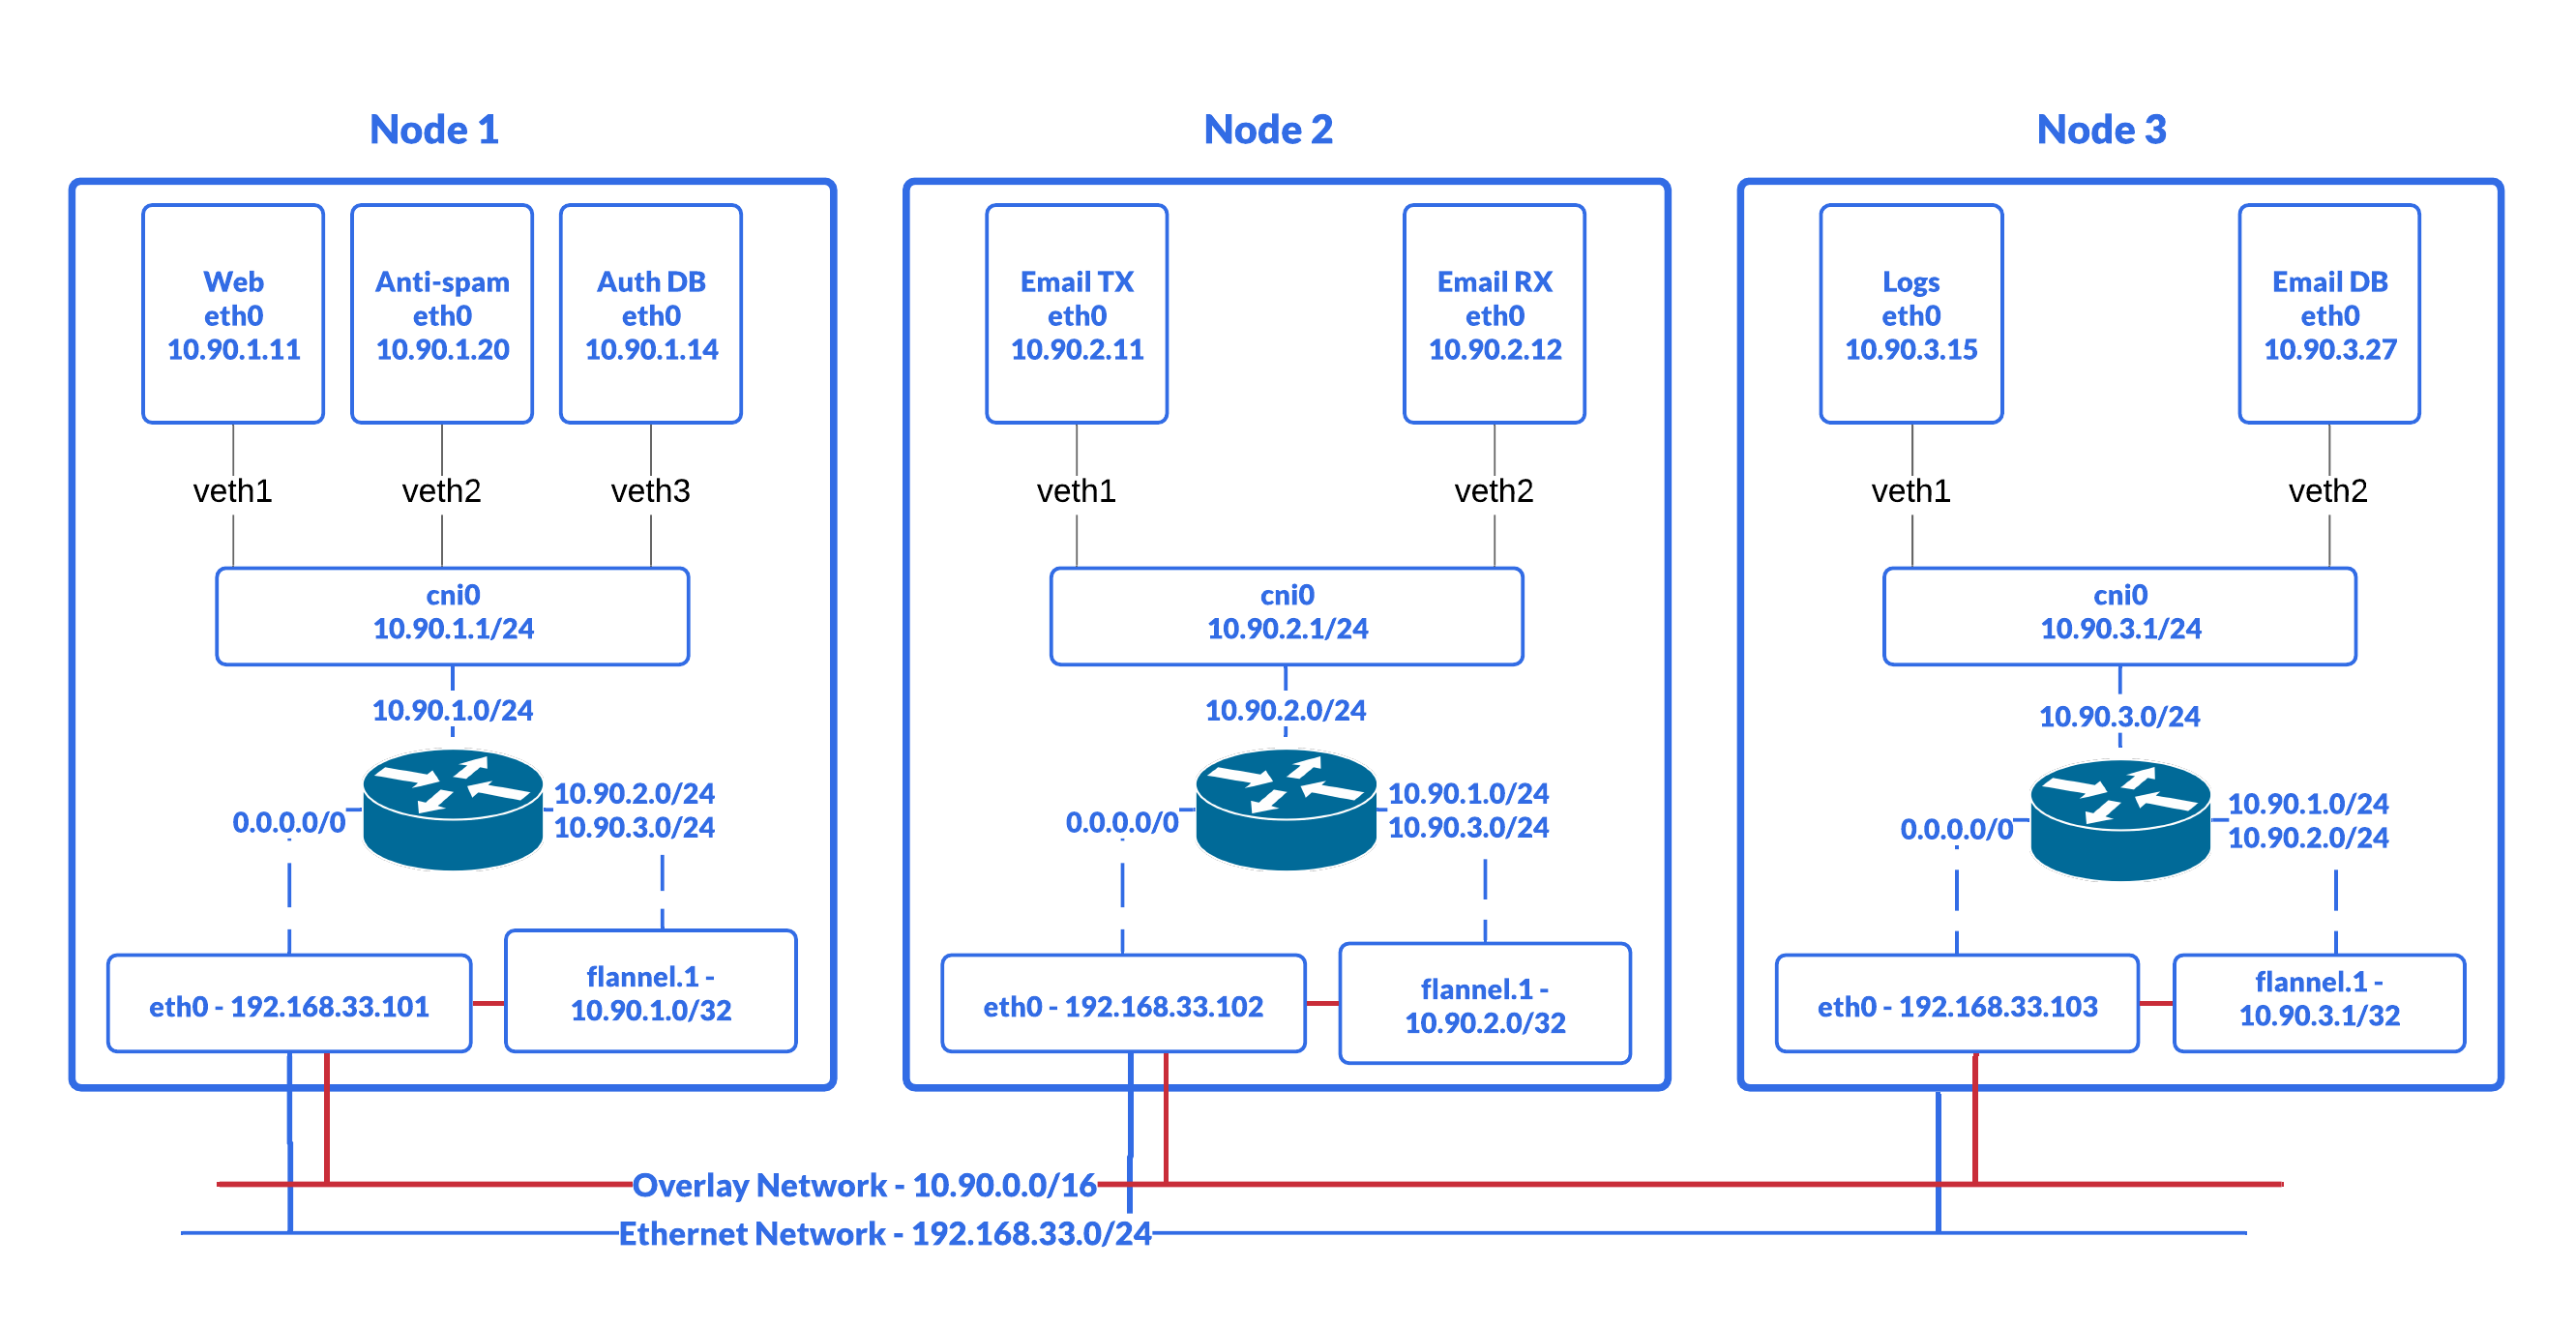 Node 1
Node 2
Node 3
Web
eth0
10.90.1.11
Anti-spam
eth0
10.90.1.20
Auth DB
eth0
10.90.1.14
Email TX
eth0
10.90.2.11
Email RX
eth0
10.90.2.12
Logs
eth0
10.90.3.15
Email DB
eth0
10.90.3.27
veth1
veth2
veth3
veth1
veth2
veth1
veth2
cni0
10.90.1.1/24
cni0
10.90.2.1/24
cni0
10.90.3.1/24
10.90.1.0/24
10.90.2.0/24
10.90.3.0/24
0.0.0.0/0
10.90.2.0/24
10.90.3.0/24
0.0.0.0/0
10.90.1.0/24
10.90.3.0/24
0.0.0.0/0
10.90.1.0/24
10.90.2.0/24
eth0 - 192.168.33.101
flannel.1 -
10.90.1.0/32
eth0 - 192.168.33.102
flannel.1 -
10.90.2.0/32
eth0 - 192.168.33.103
flannel.1 -
10.90.3.1/32
Overlay Network - 10.90.0.0/16
Ethernet Network - 192.168.33.0/24